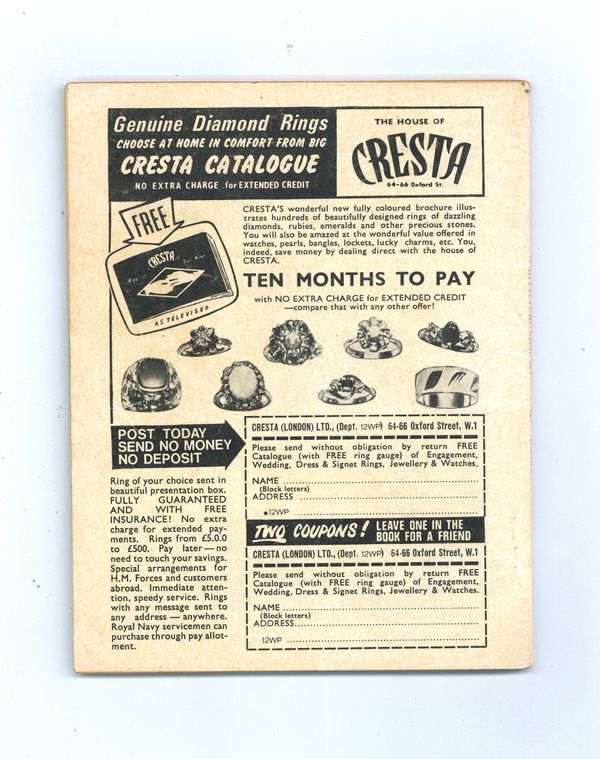 Genuine Diamond Rings
CHOOSE AT HOME IN COMFORT FROM BIG
CRESTA CATALOGUE
NO EXTRA CHARGE for EXTENDED CREDIT
THE HOUSE OF
CRESTA
64-66 Oxford St.
FREE
CRESTA
AS TELEVISED
CRESTA'S wonderful new fully coloured brochure illus-
trates hundreds of beautifully designed rings of dazzling
diamonds, rubies, emeralds and other precious stones.
You will also be amazed at the wonderful value offered in
watches, pearls, bangles, lockets, lucky charms, etc. You,
indeed, save money by dealing direct with the house of
CRESTA.
TEN MONTHS TO PAY
with NO EXTRA CHARGE for EXTENDED CREDIT
—compare that with any other offer!
POST TODAY
SEND NO MONEY
NO DEPOSIT
Ring of your choice sent in
beautiful presentation box.
FULLY GUARANTEED
AND WITH FREE
INSURANCE! No extra
charge for extended pay-
ments. Rings from £5.0.0
to £500. Pay later—no
need to touch your savings.
Special arrangements for
H.M. Forces and customers
abroad. Immediate atten-
tion, speedy service. Rings
with any message sent to
any address — anywhere.
Royal Navy servicemen can
purchase through pay allot-
ment.
CRESTA (LONDON) LTD., (Dept. 12WP) 64-66 Oxford Street, W.1
Please send without obligation by return FREE
Catalogue (with FREE ring gauge) of Engagement,
Wedding, Dress & Signet Rings, Jewellery & Watches.
NAME
(Block letters)
ADDRESS
•12WP
TWO COUPONS! LEAVE ONE IN THE
BOOK FOR A FRIEND
CRESTA (LONDON) LTD., (Dept. 12WP) 64-66 Oxford Street, W.1
Please send without obligation by return FREE
Catalogue (with FREE ring gauge) of Engagement,
Wedding, Dress & Signet Rings, Jewellery & Watches.
NAME
(Block letters)
ADDRESS
12WP